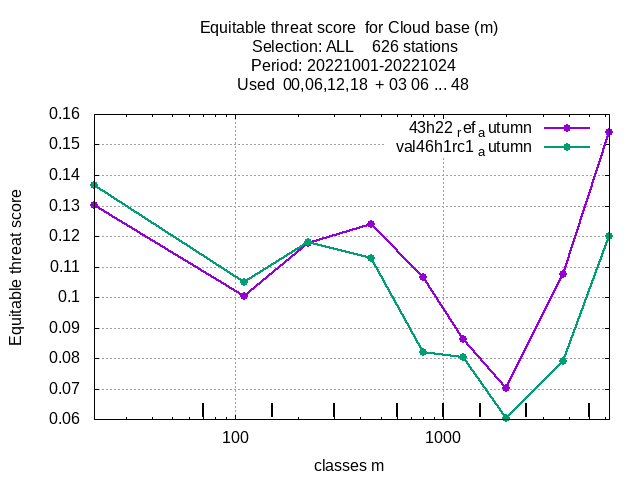 Equitable threat score  for Cloud base (m)
Selection: ALL    626 stations
Period: 20221001-20221024
Used  00,06,12,18  + 03 06 ... 48
43h22 ref autumn
val46h1rc1 autumn
0.16
0.15
0.14
0.13
0.12
0.11
0.1
0.09
0.08
0.07
0.06
Equitable threat score
100
1000
classes m